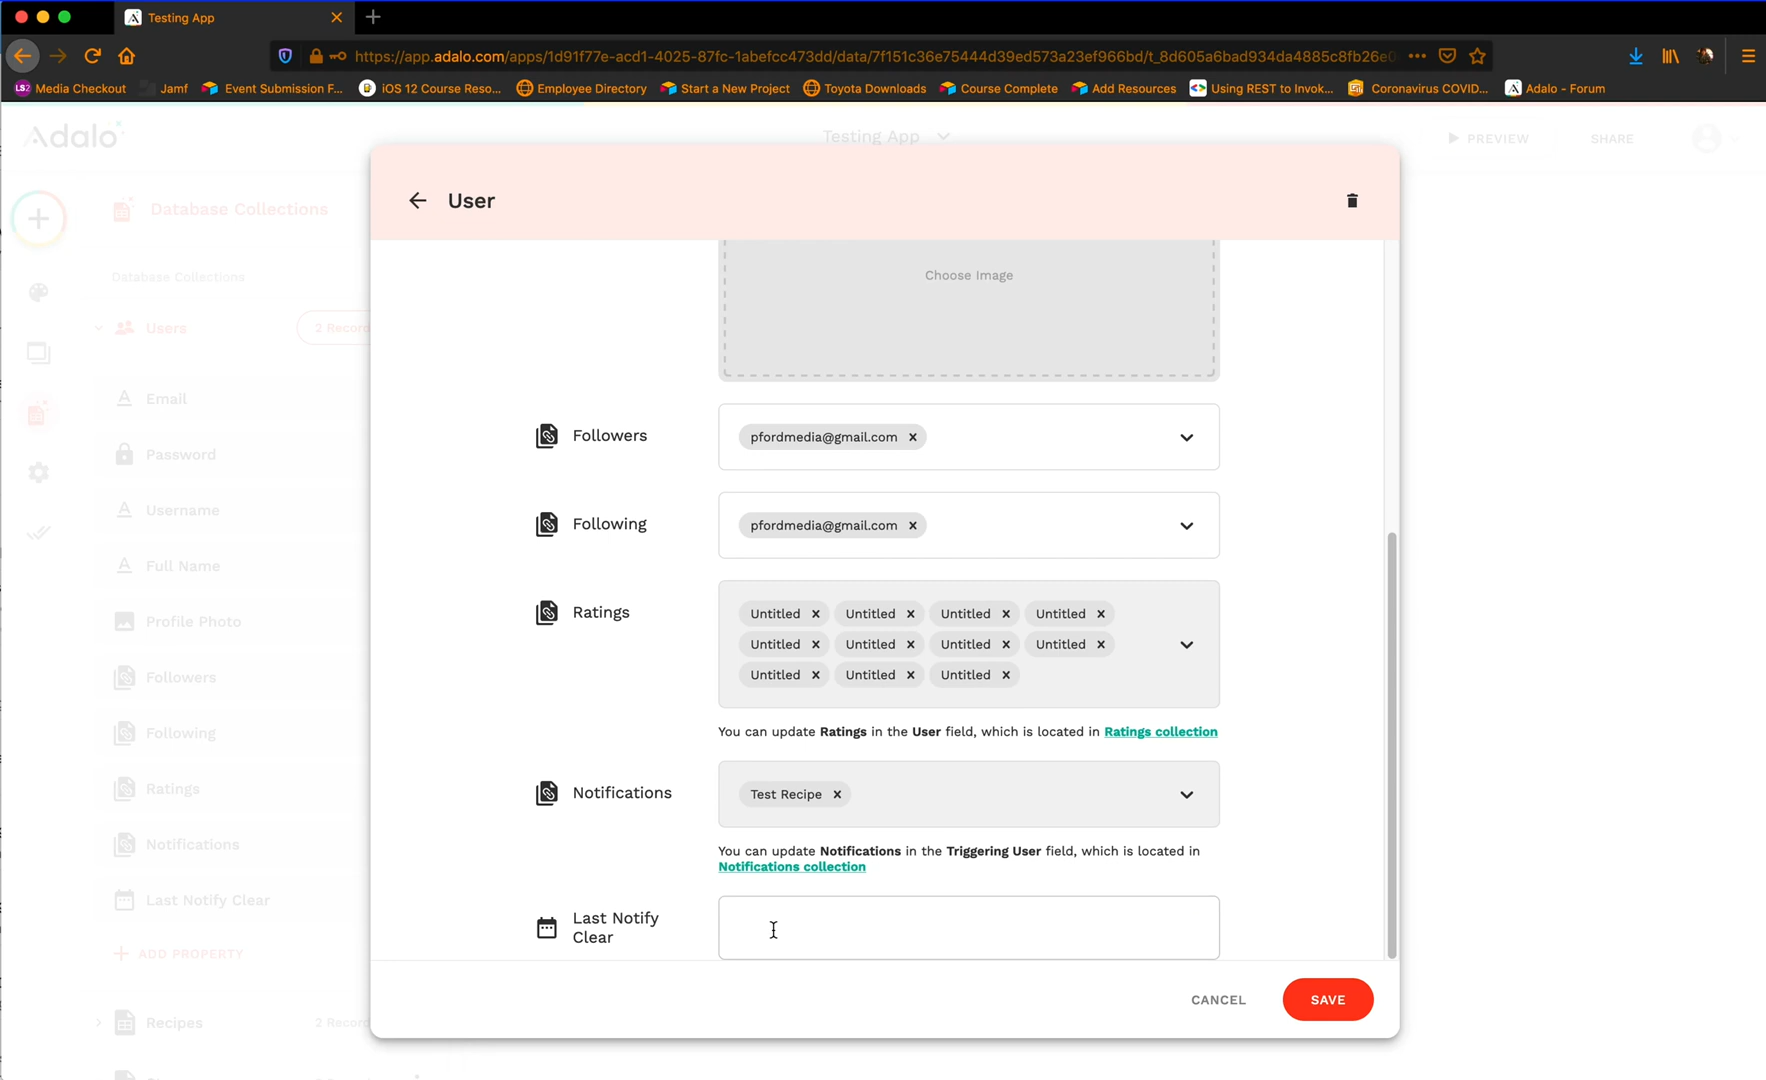 Testing App
https://app.adalo.com/apps/1d91f77e-acd1-4025-87fc-1abefcc473dd/data/7f151c36e75444d39ed573a23ef966bd/t_8d605a6bad934da4885c8fb26e0
Media Checkout Jamf Event Submission F... iOS 12 Course Reso... Employee Directory Start a New Project Toyota Downloads Course Complete Add Resources Using REST to Invok... Coronavirus COVID... Adalo - Forum
Adalo
Testing App
PREVIEW
SHARE
User
Database Collections
Database Collections
Users
2 Record
Email
Password
Username
Full Name
Profile Photo
Followers
Following
Ratings
Notifications
Last Notify Clear
ADD PROPERTY
Recipes
2 Record
Choose Image
Followers
pfordmedia@gmail.com
Following
pfordmedia@gmail.com
Ratings
Untitled Untitled Untitled Untitled
Untitled Untitled Untitled Untitled
Untitled Untitled Untitled
You can update Ratings in the User field, which is located in Ratings collection
Notifications
Test Recipe
You can update Notifications in the Triggering User field, which is located in
Notifications collection
Last Notify
Clear
CANCEL
SAVE